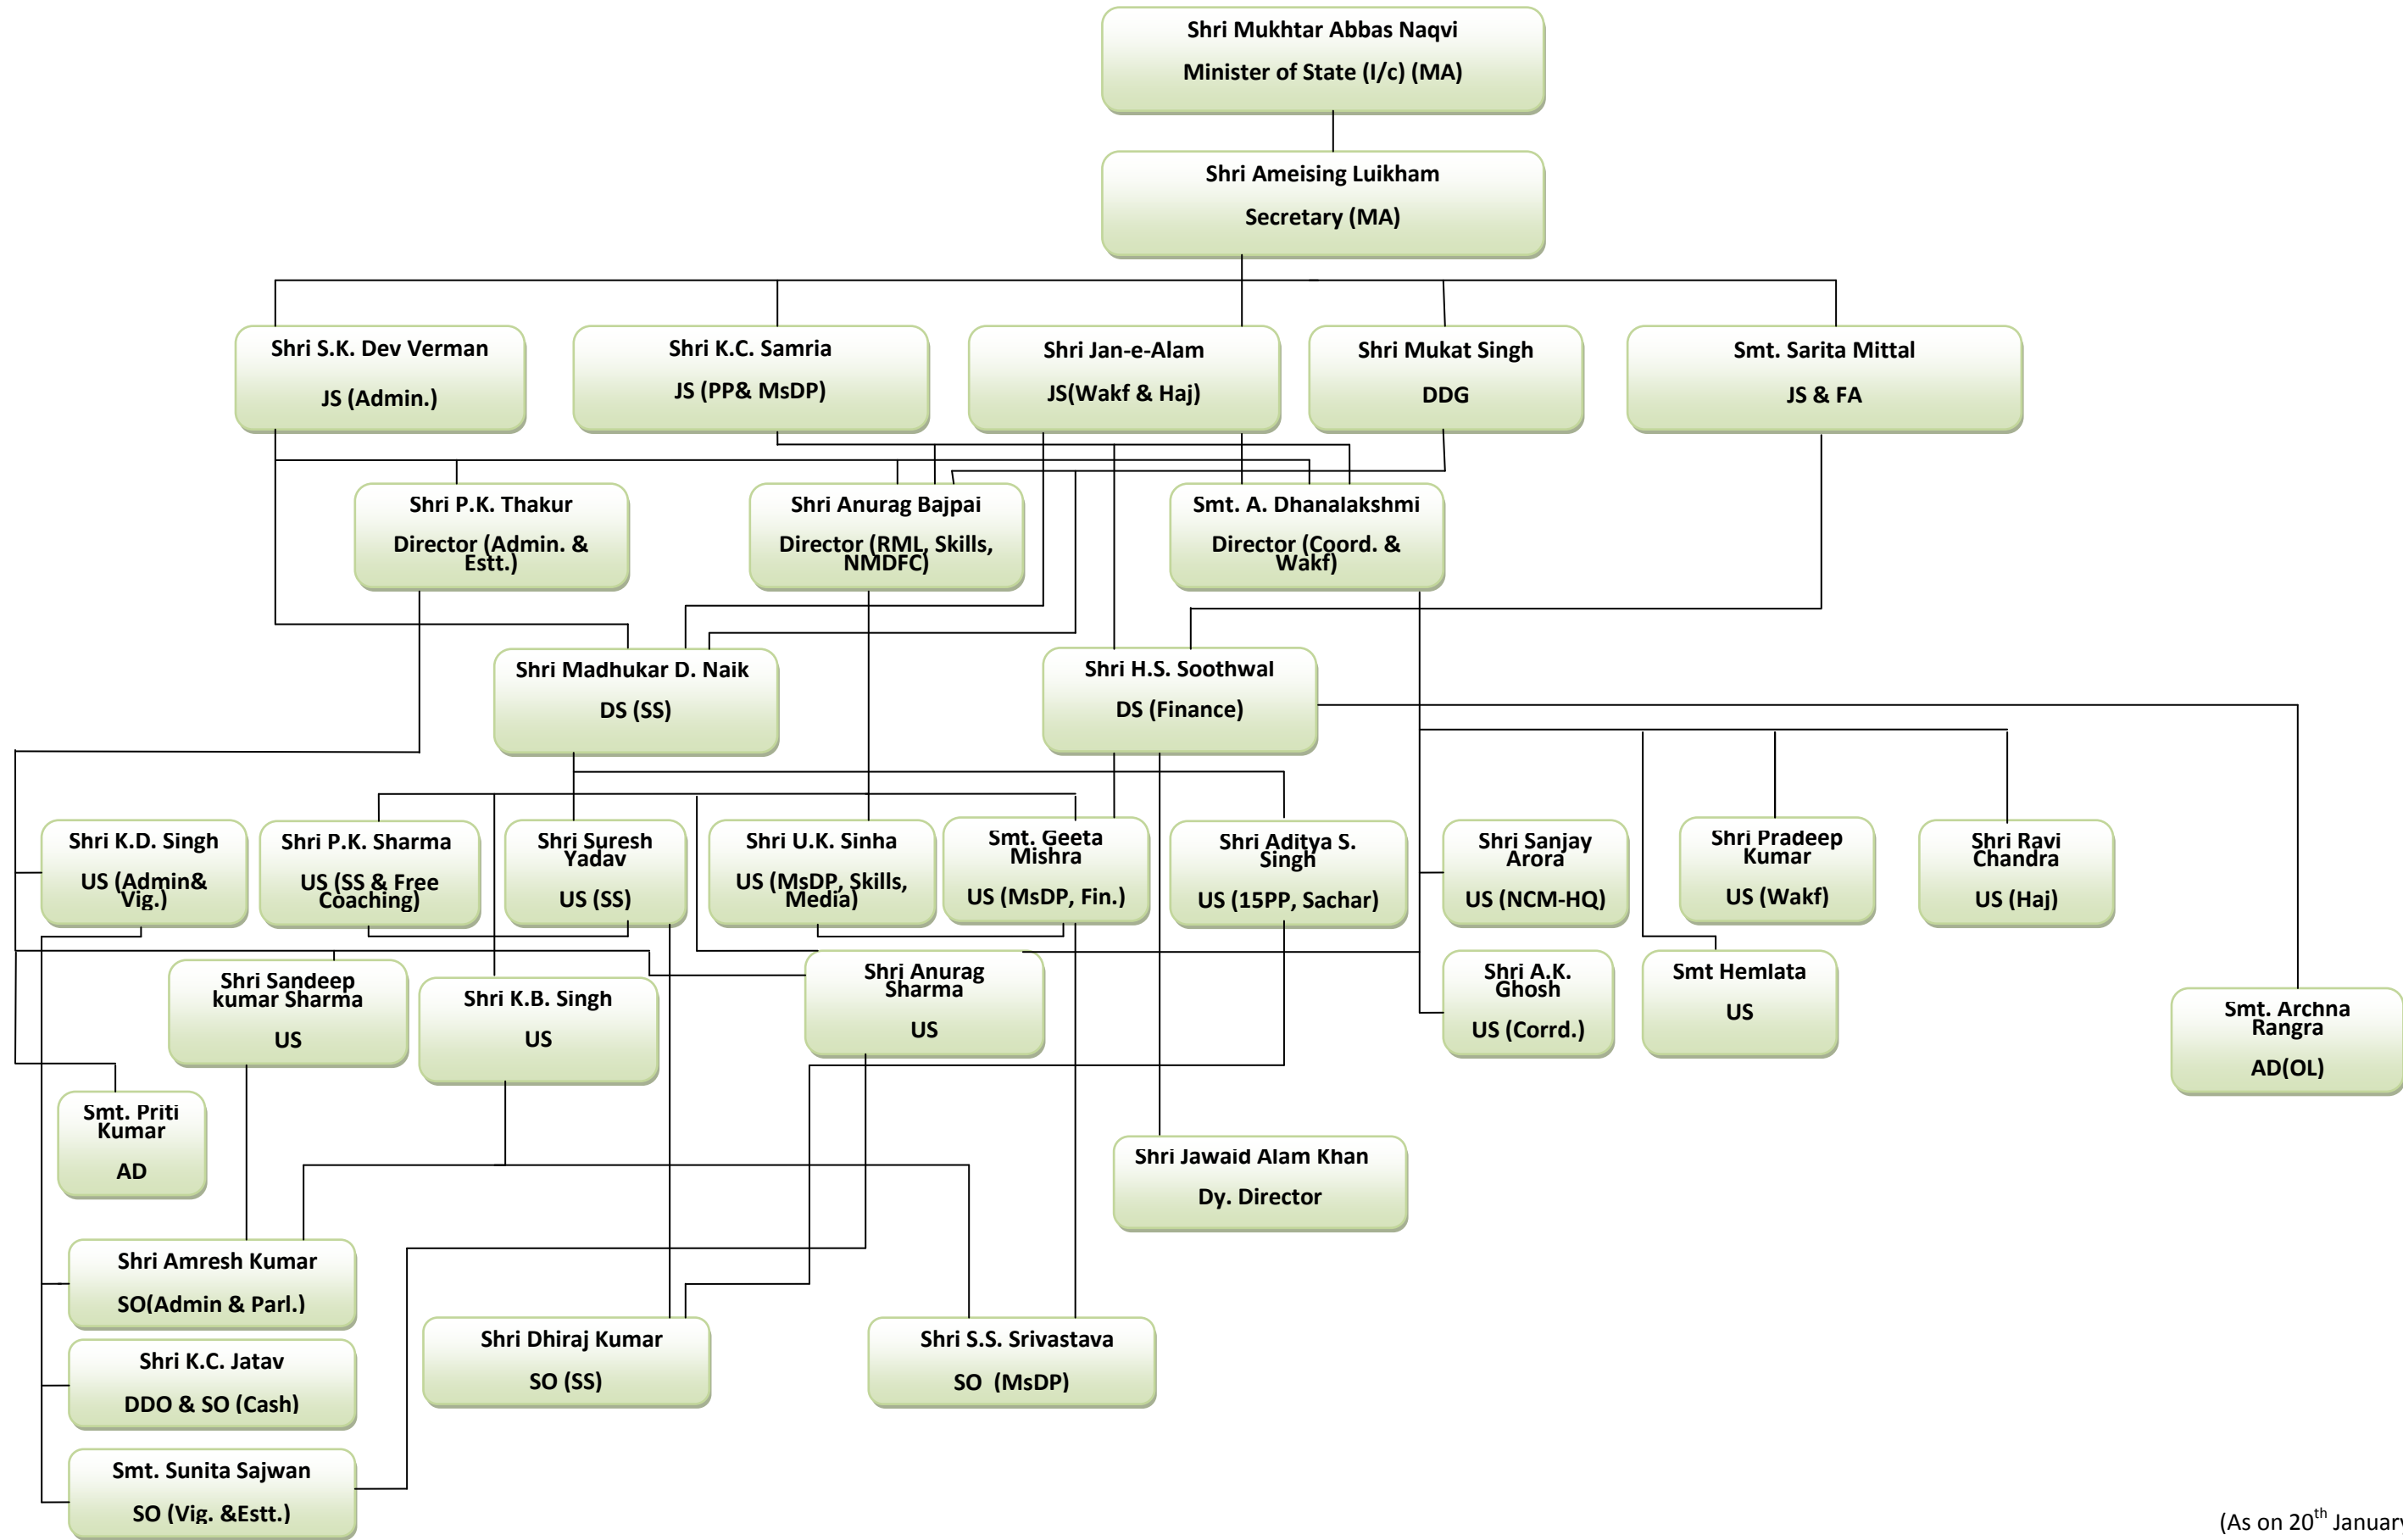 Shri Mukhtar Abbas Naqvi
Minister of State (I/c) (MA)
Shri Ameising Luikham
Secretary (MA)
Shri S.K. Dev Verman
JS (Admin.)
Shri K.C. Samria
JS (PP& MsDP)
Shri Jan-e-Alam
JS(Wakf & Haj)
Shri Mukat Singh
DDG
Smt. Sarita Mittal
JS & FA
Shri P.K. Thakur
Director (Admin. &
Estt.)
Shri Anurag Bajpai
Director (RML, Skills,
NMDFC)
Smt. A. Dhanalakshmi
Director (Coord. &
Wakf)
Shri Madhukar D. Naik
DS (SS)
Shri H.S. Soothwal
DS (Finance)
Shri K.D. Singh
US (Admin&
Vig.)
Shri P.K. Sharma
US (SS & Free
Coaching)
Shri Suresh
Yadav
US (SS)
Shri U.K. Sinha
US (MsDP, Skills,
Media)
Smt. Geeta
Mishra
US (MsDP, Fin.)
Shri Aditya S.
Singh
US (15PP, Sachar)
Shri Sanjay
Arora
US (NCM-HQ)
Shri Pradeep
Kumar
US (Wakf)
Shri Ravi
Chandra
US (Haj)
Shri Sandeep
kumar Sharma
US
Shri K.B. Singh
US
Shri Anurag
Sharma
US
Shri A.K.
Ghosh
US (Corrd.)
Smt Hemlata
US
Smt. Archna
Rangra
AD(OL)
Smt. Priti
Kumar
AD
Shri Jawaid Alam Khan
Dy. Director
Shri Amresh Kumar
SO(Admin & Parl.)
Shri K.C. Jatav
DDO & SO (Cash)
Smt. Sunita Sajwan
SO (Vig. &Estt.)
Shri Dhiraj Kumar
SO (SS)
Shri S.S. Srivastava
SO (MsDP)
(As on 20th January